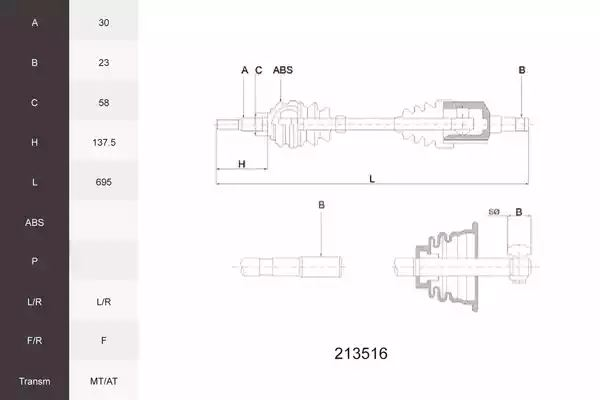 A 30
B 23
C 58
H 137.5
L 695
ABS
P
L/R L/R
F/R F
Transm MT/AT
A C ABS B
H
L
B
SØ B
213516